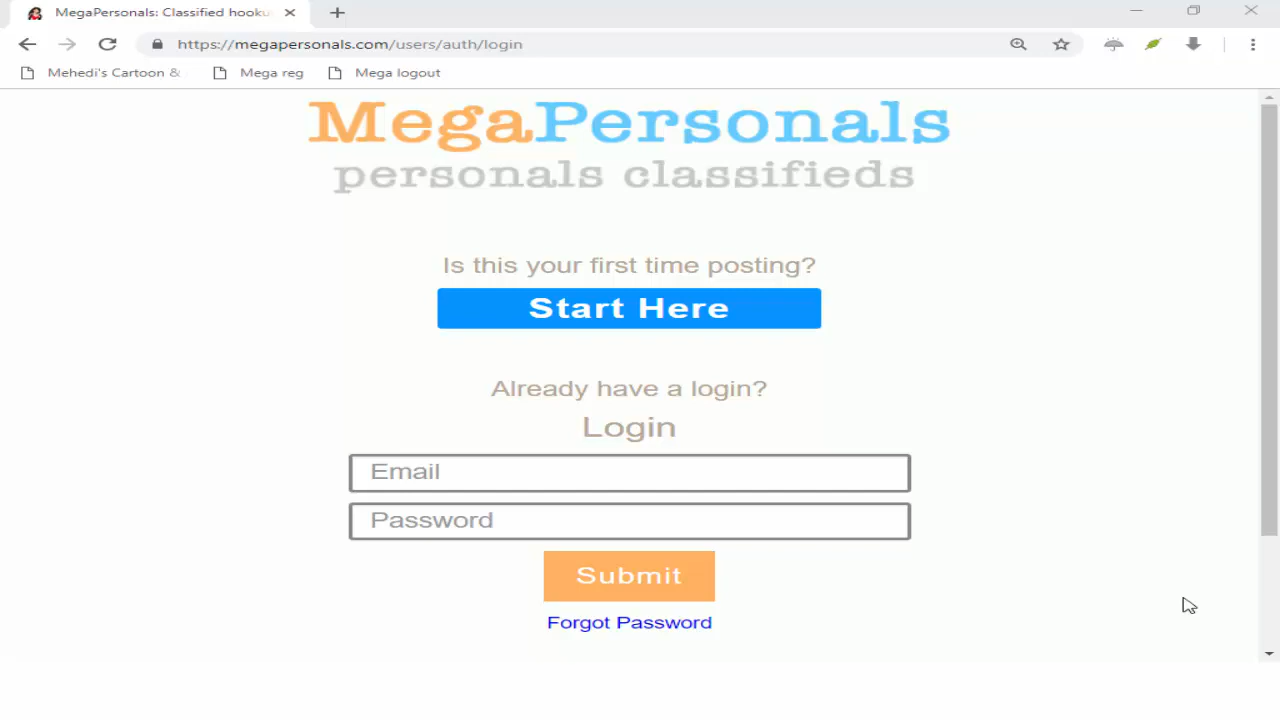 MegaPersonals: Classified hooku
https://megapersonals.com/users/auth/login
Mehedi's Cartoon &
Mega reg
Mega logout
MegaPersonals
personals classifieds
Is this your first time posting?
Start Here
Already have a login?
Login
Email
Password
Submit
Forgot Password